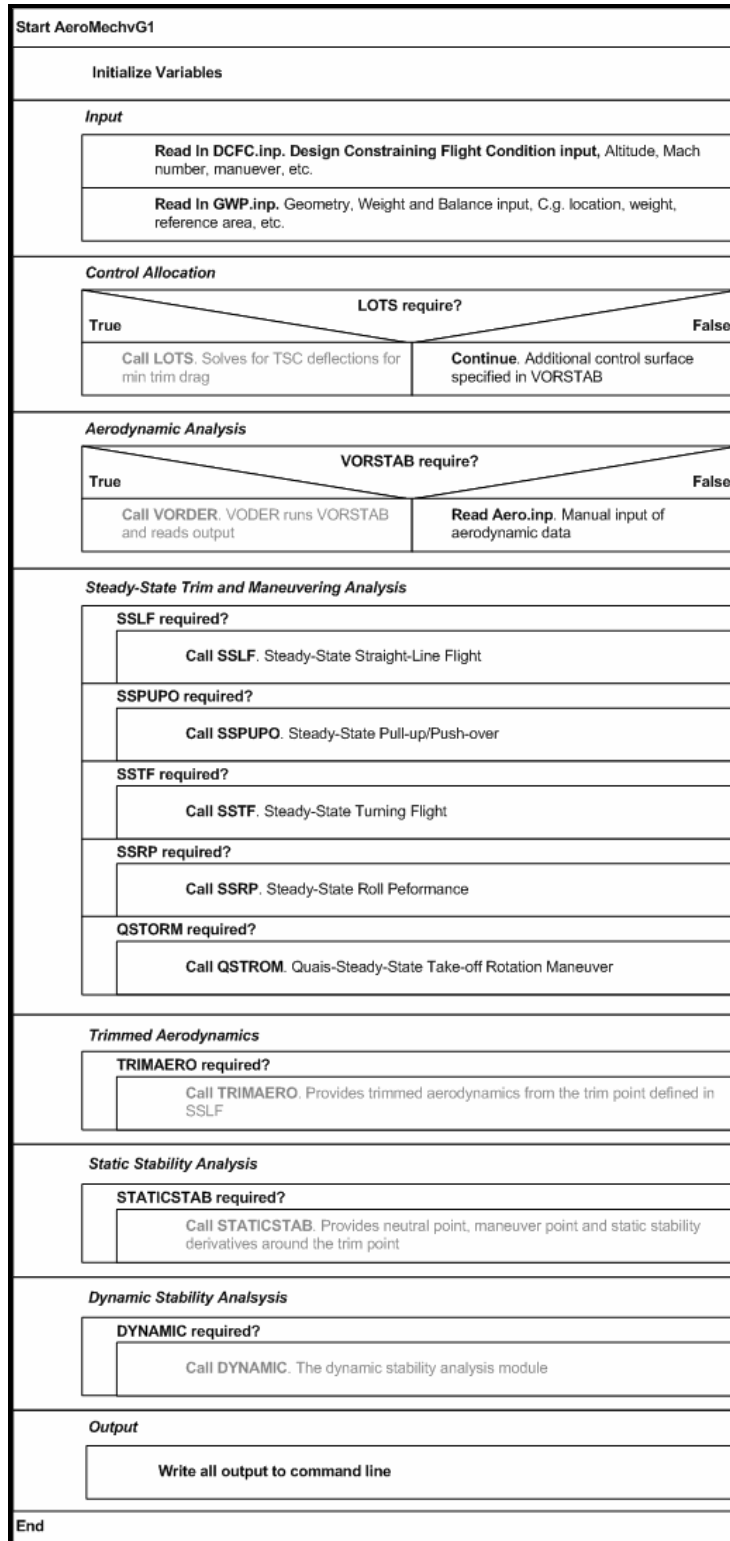 Start AeroMechvG1
Initialize Variables
Input
Read In DCFC.inp. Design Constraining Flight Condition input, Altitude, Mach
number, manuever, etc.
Read In GWP.inp. Geometry, Weight and Balance input, C.g. location, weight,
reference area, etc.
Control Allocation
LOTS require?
True
False
Call LOTS. Solves for TSC deflections for
min trim drag
Continue. Additional control surface
specified in VORSTAB
Aerodynamic Analysis
VORSTAB require?
True
False
Call VORDER. VODER runs VORSTAB
and reads output
Read Aero.inp. Manual input of
aerodynamic data
Steady-State Trim and Maneuvering Analysis
SSLF required?
Call SSLF. Steady-State Straight-Line Flight
SSPUPO required?
Call SSPUPO. Steady-State Pull-up/Push-over
SSTF required?
Call SSTF. Steady-State Turning Flight
SSRP required?
Call SSRP. Steady-State Roll Peformance
QSTORM required?
Call QSTROM. Quais-Steady-State Take-off Rotation Maneuver
Trimmed Aerodynamics
TRIMAERO required?
Call TRIMAERO. Provides trimmed aerodynamics from the trim point defined in
SSLF
Static Stability Analysis
STATICSTAB required?
Call STATICSTAB. Provides neutral point, maneuver point and static stability
derivatives around the trim point
Dynamic Stability Analsysis
DYNAMIC required?
Call DYNAMIC. The dynamic stability analysis module
Output
Write all output to command line
End